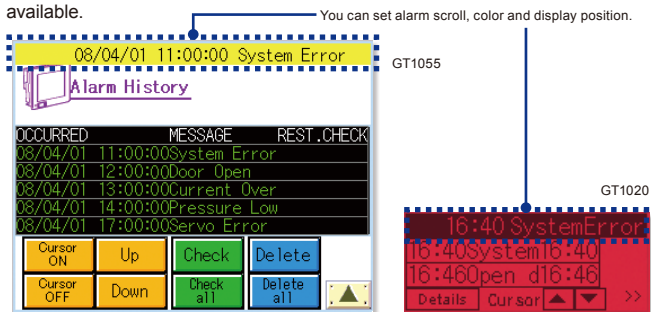 available.
You can set alarm scroll, color and display position.
08/04/01 11:00:00 System Error
GT1055
Alarm History
OCCURRED MESSAGE REST.CHECK
08/04/01 11:00:00System Error
08/04/01 12:00:00Door Open
08/04/01 13:00:00Current Over
08/04/01 14:00:00Pressure Low
08/04/01 17:00:00Servo Error
Cursor ON Up Check Delete
Cursor OFF Down Check all Delete all
GT1020
16:40 SystemError
16:40System16:40
16:46Open d16:46
Details Cursor ▲ ▼ >>